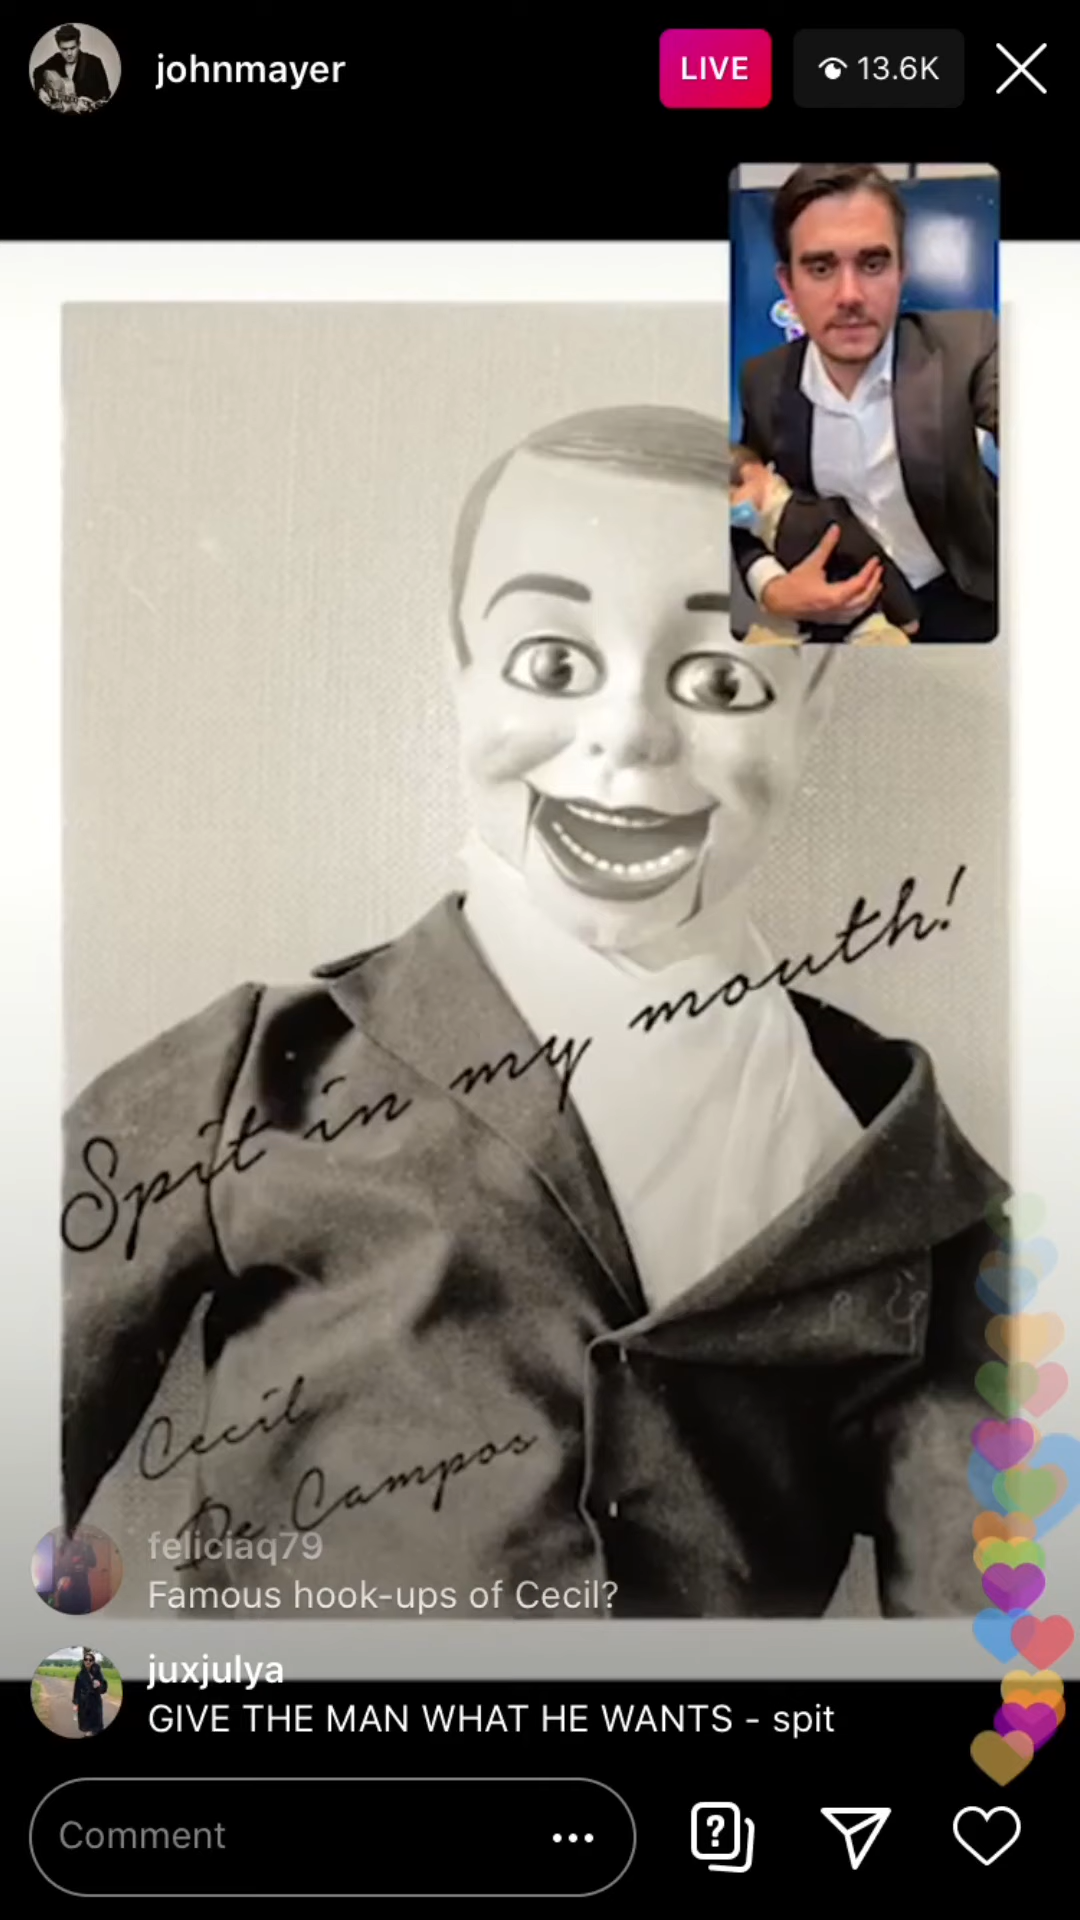 johnmayer
LIVE
13.6K
Spit in my mouth!
Cecil
De Campos
feliciaq79
Famous hook-ups of Cecil?
juxjulya
GIVE THE MAN WHAT HE WANTS - spit
Comment